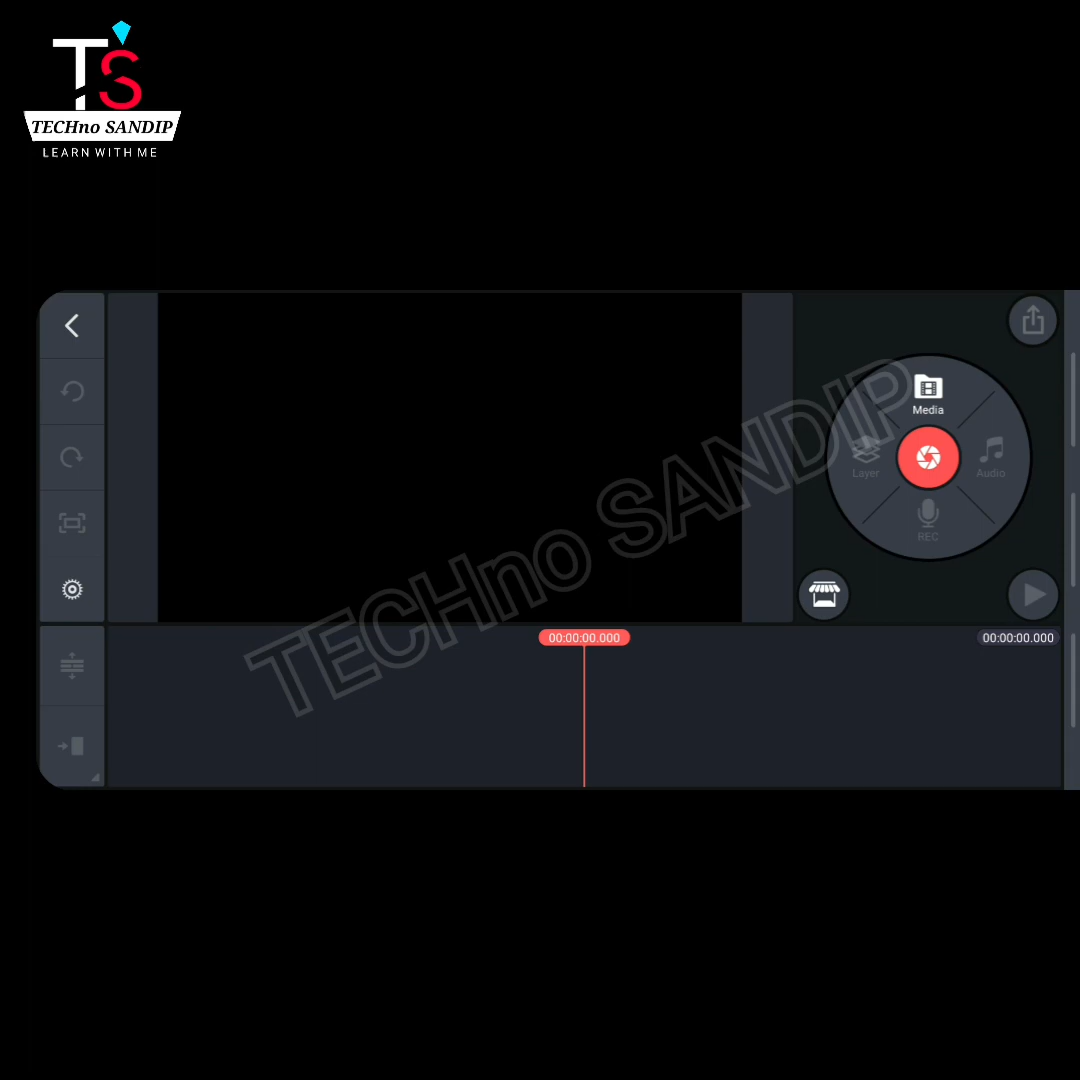 TS
TECHno SANDIP
LEARN WITH ME
Media
Layer
Audio
REC
TECHno SANDIP
00:00:00.000
00:00:00.000